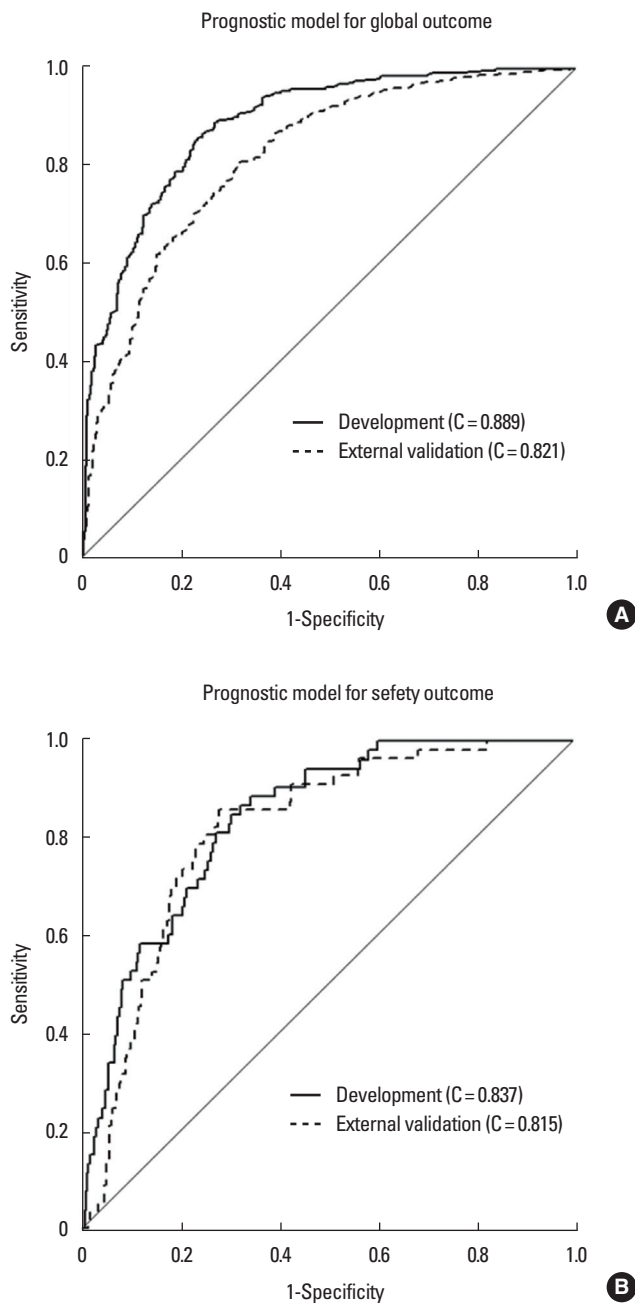 Prognostic model for global outcome
1.0
0.8
0.6
0.4
0.2
0
Sensitivity
Development (C = 0.889)
External validation (C = 0.821)
0 0.2 0.4 0.6 0.8 1.0
1-Specificity
A
Prognostic model for sefety outcome
1.0
0.8
0.6
0.4
0.2
0
Sensitivity
Development (C = 0.837)
External validation (C = 0.815)
0 0.2 0.4 0.6 0.8 1.0
1-Specificity
B